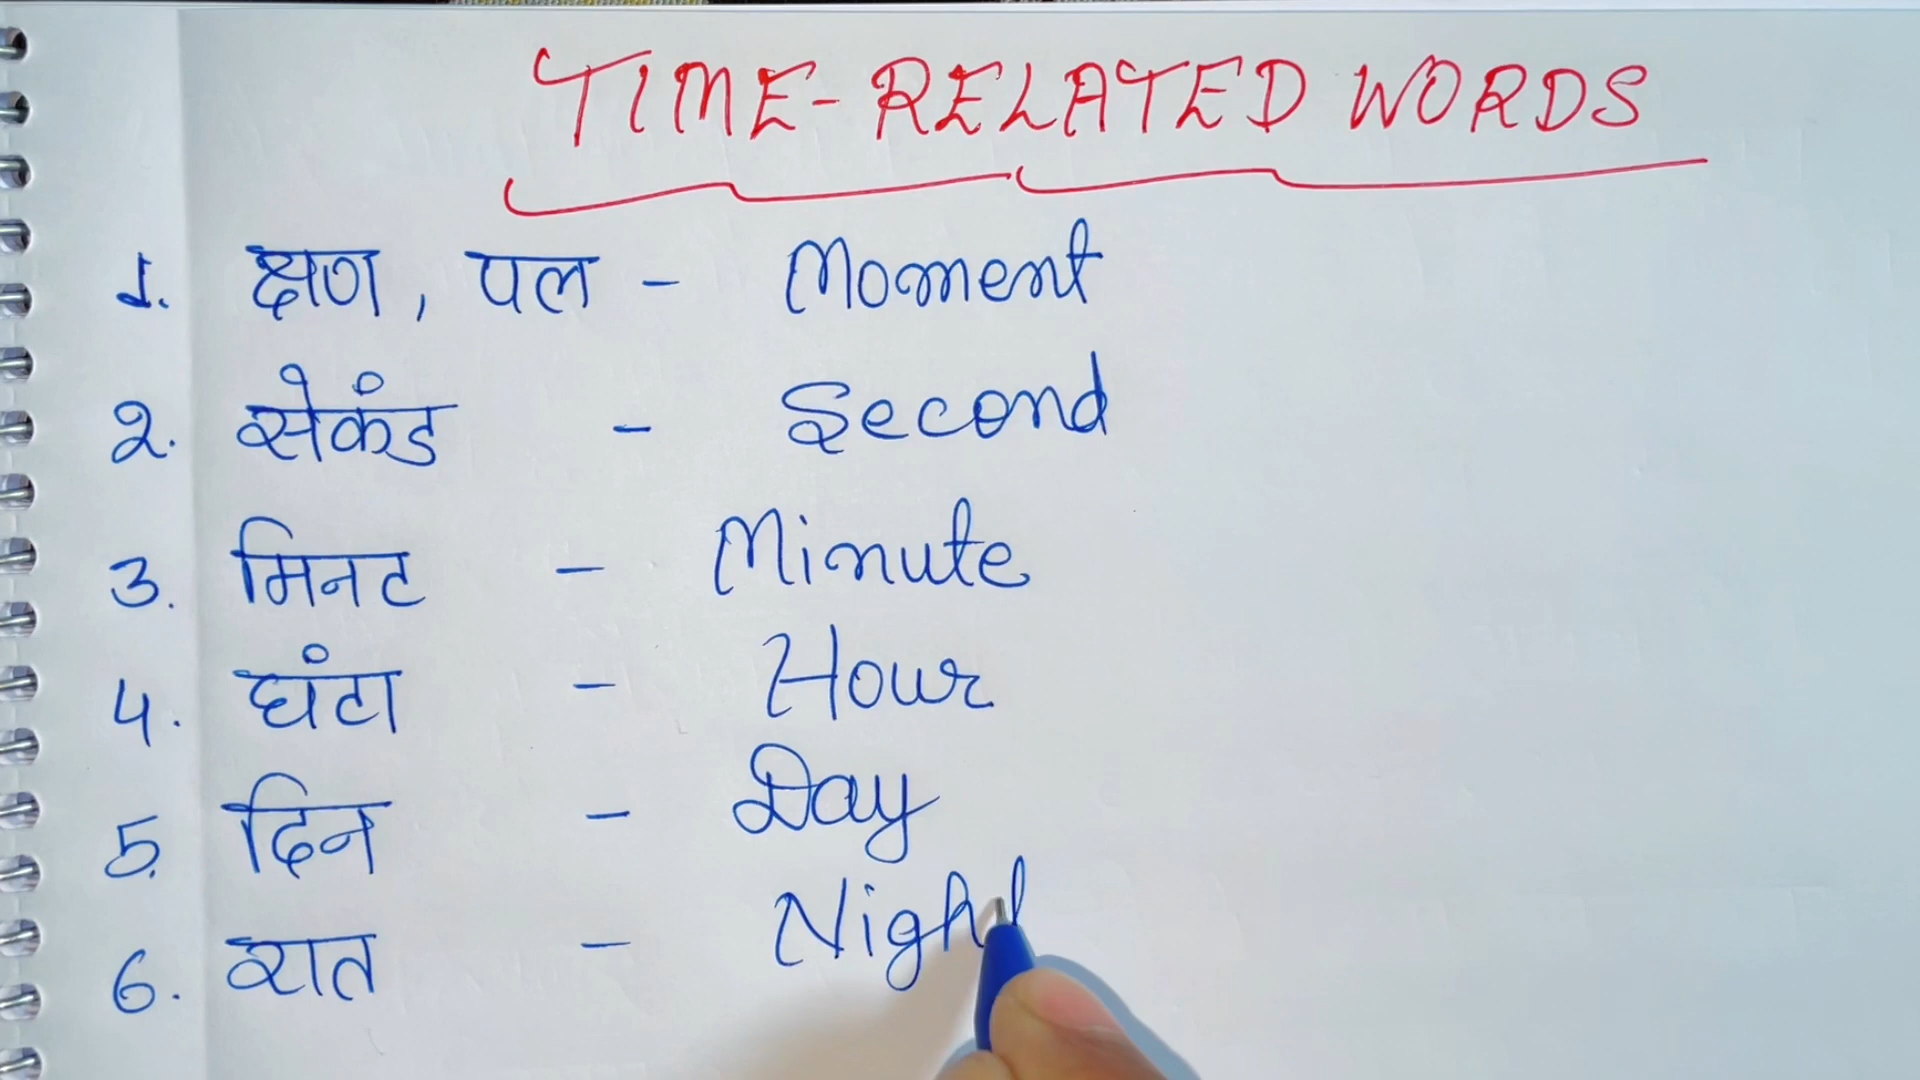 TIME-RELATED WORDS
1. क्षण, पल - Moment
2. सेकंड - Second
3. मिनट - Minute
4. घंटा - Hour
5. दिन - Day
6. रात - Night